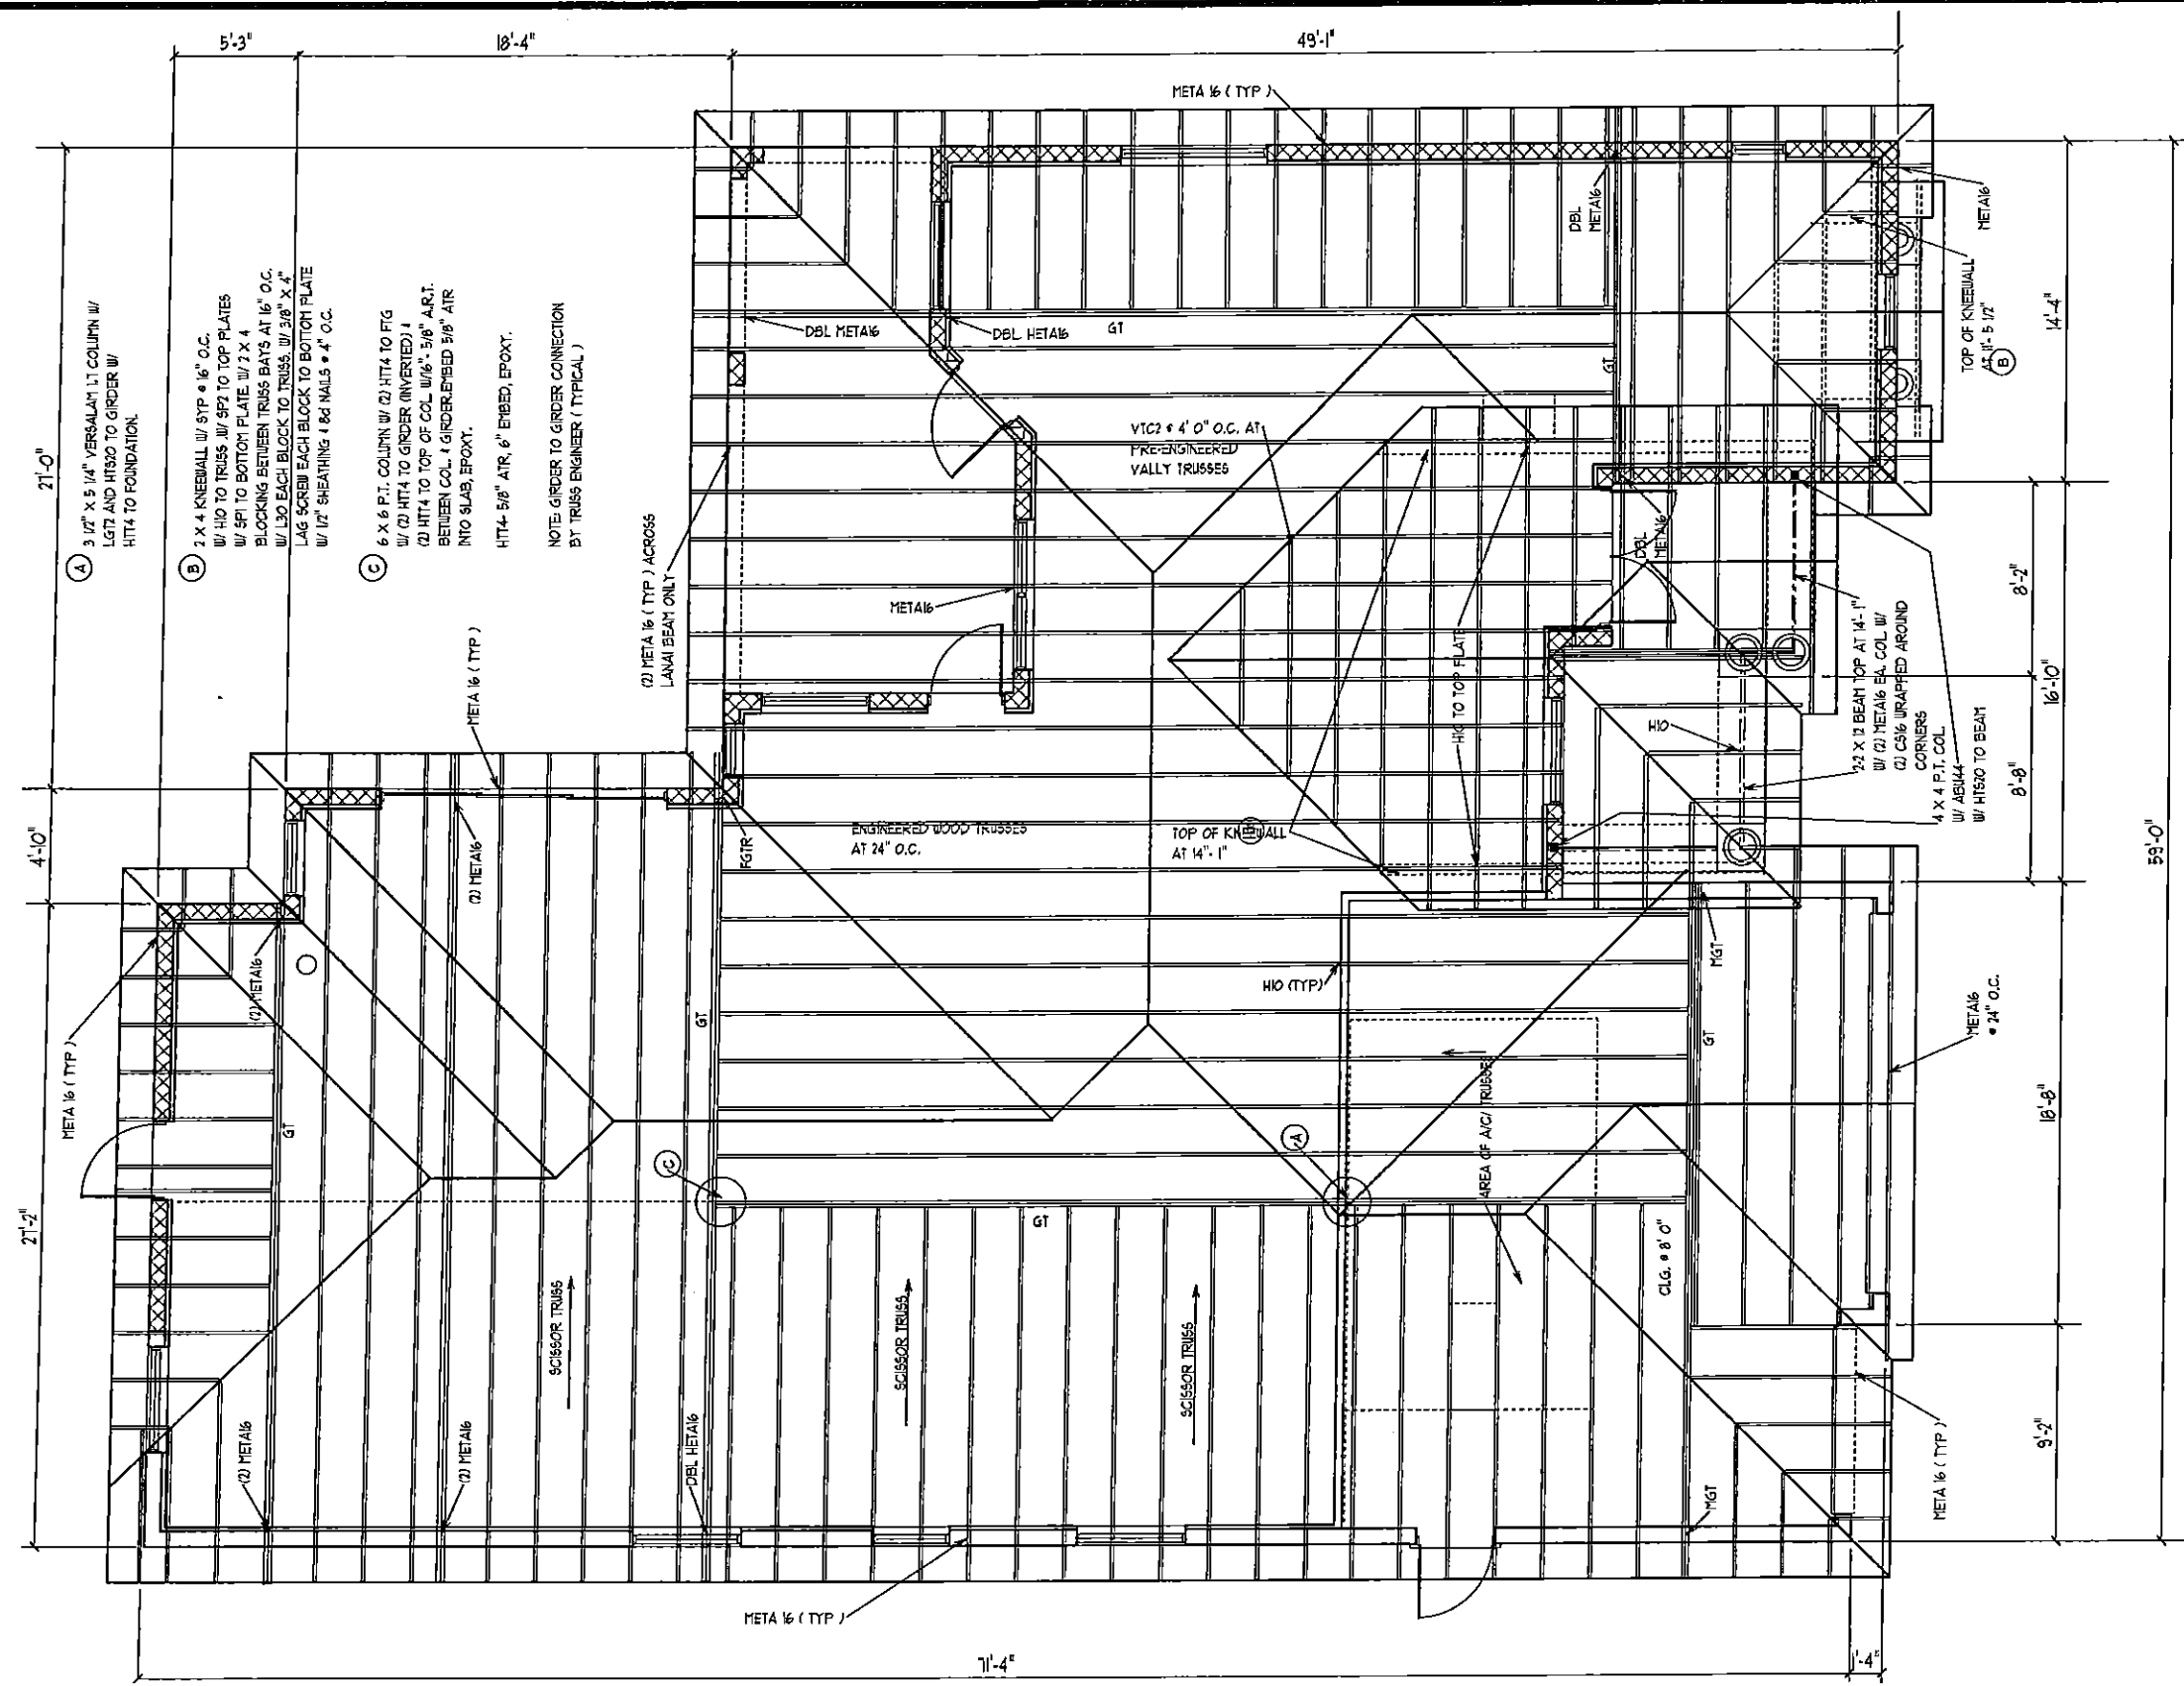 5'-3"
18'-4"
49'-1"
META 16 ( TYP )
21'-0"
4'-10"
27'-2"
(A)
3 1/2" X 5 1/4" VERSALAM LT COLUMN W/
LGT2 AND HTS20 TO GIRDER W/
HTT4 TO FOUNDATION.
(B)
2 X 4 KNEEWALL W/ SYP @ 16" O.C.
W/ H10 TO TRUSS ,W/ SP2 TO TOP PLATES
W/ SP1 TO BOTTOM PLATE, W/ 2 X 4
BLOCKING BETWEEN TRUSS BAYS AT 16" O.C.
W/ L30 EACH BLOCK TO TRUSS, W/ 3/8" X 4"
LAG SCREW EACH BLOCK TO BOTTOM PLATE
W/ 1/2" SHEATHING & 8d NAILS @ 4" O.C.
(C)
6 X 6 P.T. COLUMN W/ (2) HTT4 TO FTG
W/ (2) HTT4 TO GIRDER (INVERTED) &
(2) HTT4 TO TOP OF COL W/16"- 5/8" A.R.T.
BETWEEN COL. & GIRDER.EMBED 5/8" ATR
INTO SLAB, EPOXY.
HTT4- 5/8" ATR, 6" EMBED, EPOXY.
NOTE: GIRDER TO GIRDER CONNECTION
BY TRUSS ENGINEER ( TYPICAL )
(2) META 16 ( TYP ) ACROSS
LANAI BEAM ONLY
META 16 ( TYP )
DBL META16
DBL HETA16
GT
DBL
META16
GT
META16
TOP OF KNEEWALL
AT 11'- 5 1/2"
(B)
14'-4"
VTC2 @ 4' 0" O.C. AT
PRE-ENGINEERED
VALLY TRUSSES
META16
DBL
META16
8'-2"
16'-10"
8'-8"
59'-0"
H10 TO TOP PLATE
H10
2-2 X 12 BEAM TOP AT 14'-1"
W/ (2) META16 EA. COL. W/
(2) CS16 WRAPPED AROUND
CORNERS
4 X 4 P.T. COL.
W/ ABU44
W/ HTS20 TO BEAM
(2) META16
FGTR
ENGINEERED WOOD TRUSSES
AT 24" O.C.
TOP OF KNEEWALL
AT 14"- 1"
(2) META16
META 16 ( TYP )
GT
GT
H10 (TYP)
MGT
GT
META16
@ 24" O.C.
18'-8"
(C)
(A)
AREA OF A/C/ TRUSSES
GT
CLG. @ 8' 0"
SCISSOR TRUSS
SCISSOR TRUSS
SCISSOR TRUSS
(2) META16
(2) META16
DBL HETA16
MGT
META 16 ( TYP )
9'-2"
META 16 ( TYP )
71'-4"
1'-4"